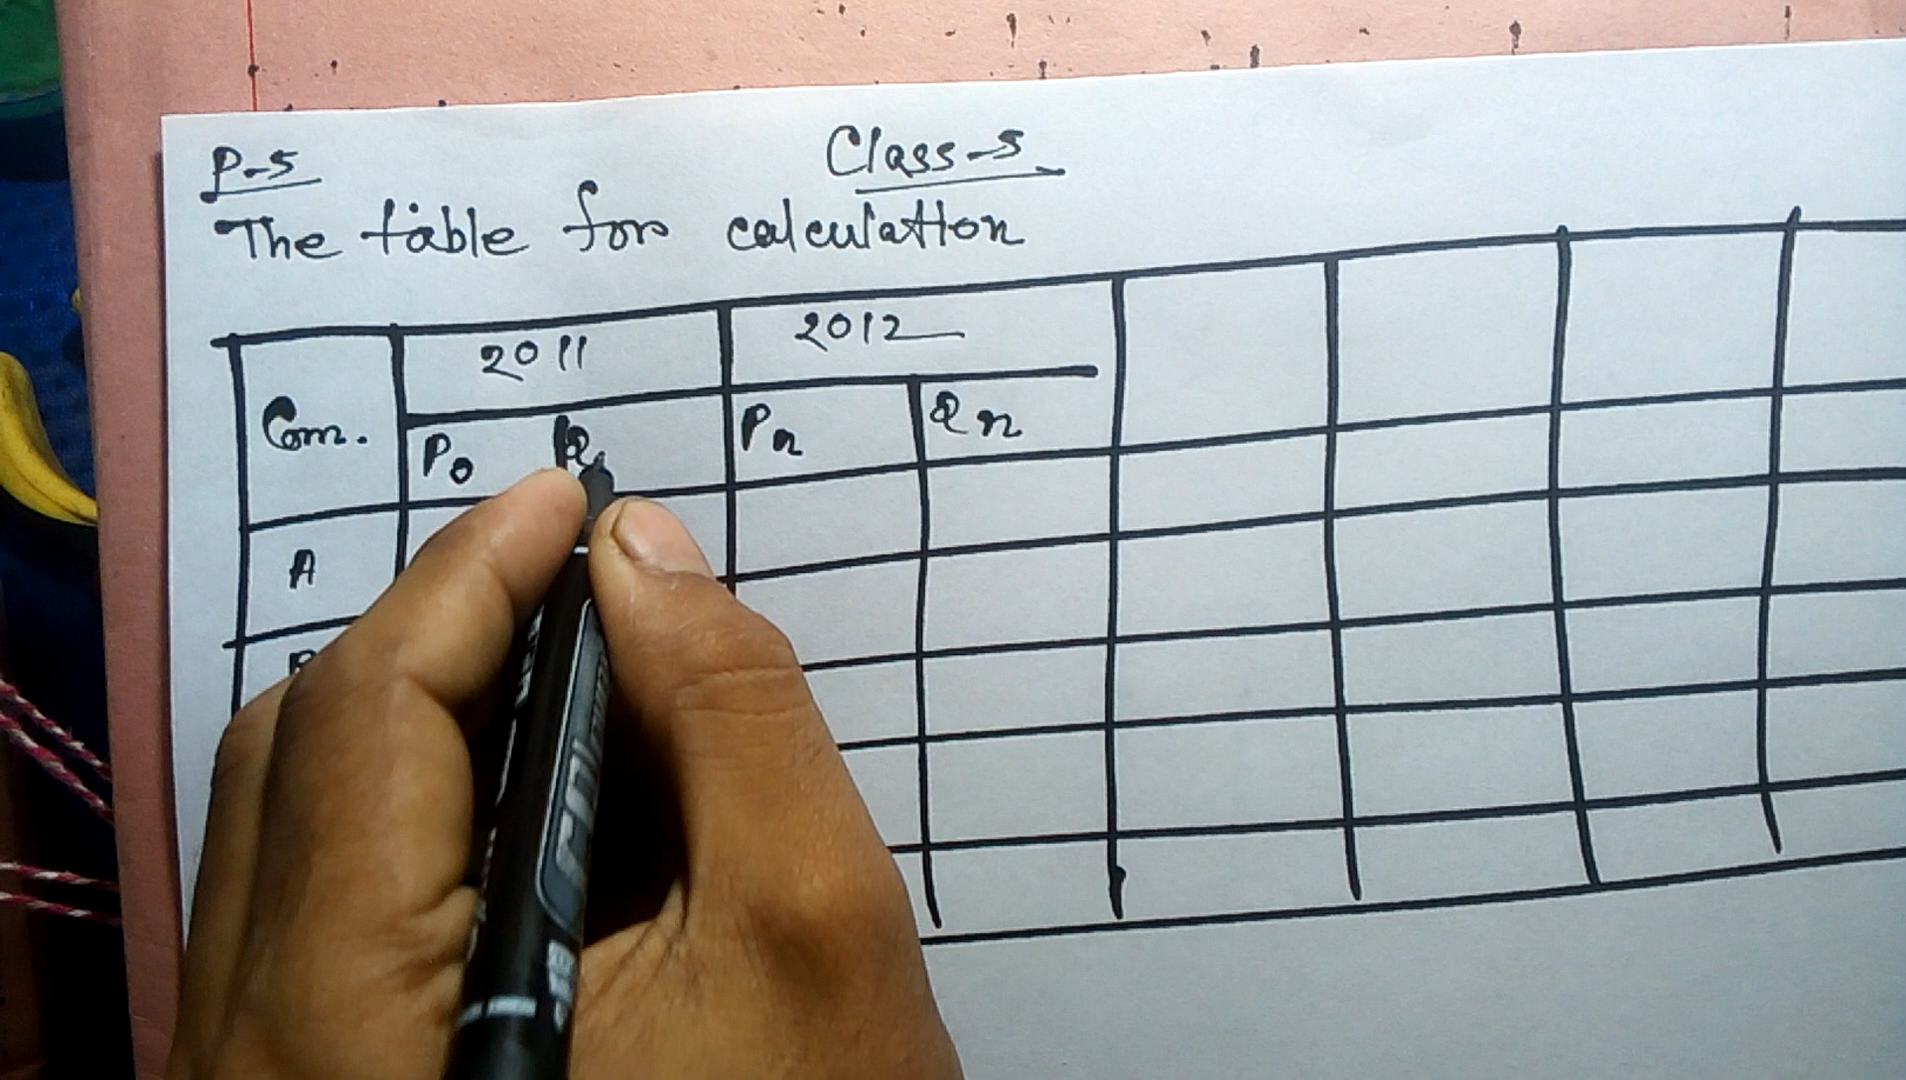 P-5
Class-5
The table for calculation
2011
2012
Com.
P₀
Q
Pn
Qn
A